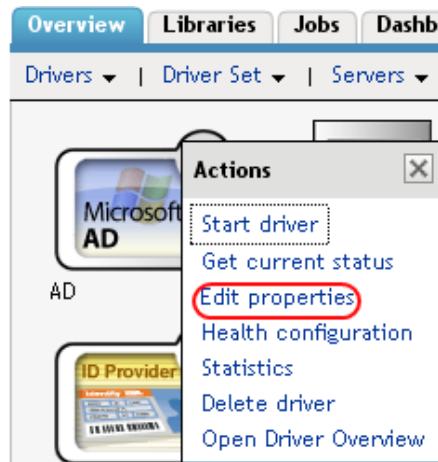 Overview Libraries Jobs Dashb
Drivers | Driver Set | Servers
Actions
Microsoft
AD
Start driver
Get current status
AD
Edit properties
Health configuration
ID Provider
Statistics
Delete driver
Open Driver Overview